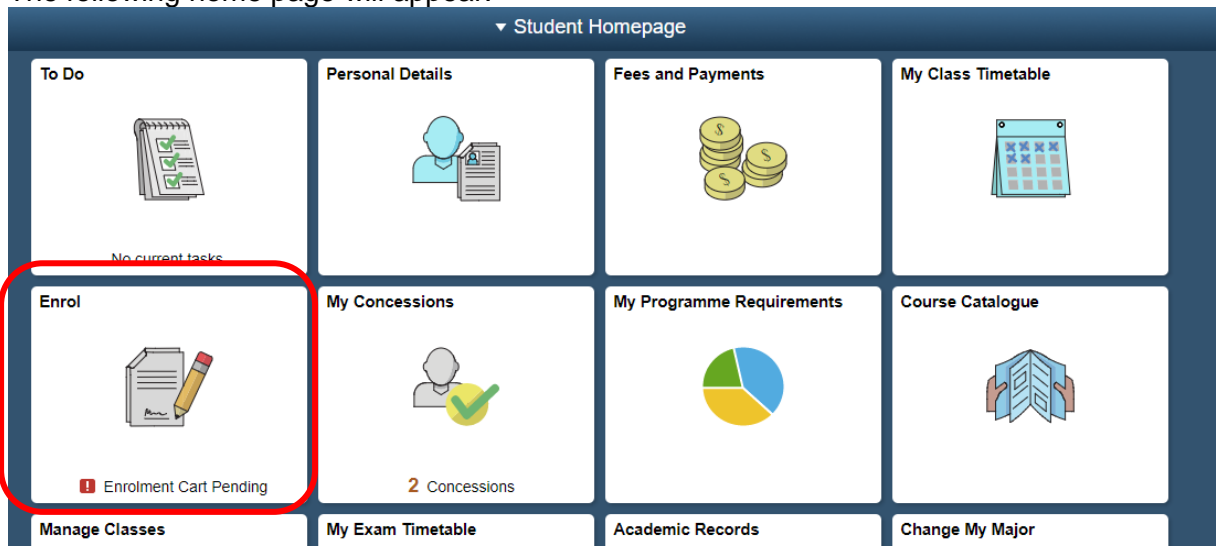 The following home page will appear:
▾ Student Homepage
To Do
Personal Details
Fees and Payments
My Class Timetable
No current tasks
Enrol
My Concessions
My Programme Requirements
Course Catalogue
! Enrolment Cart Pending
2 Concessions
Manage Classes
My Exam Timetable
Academic Records
Change My Major